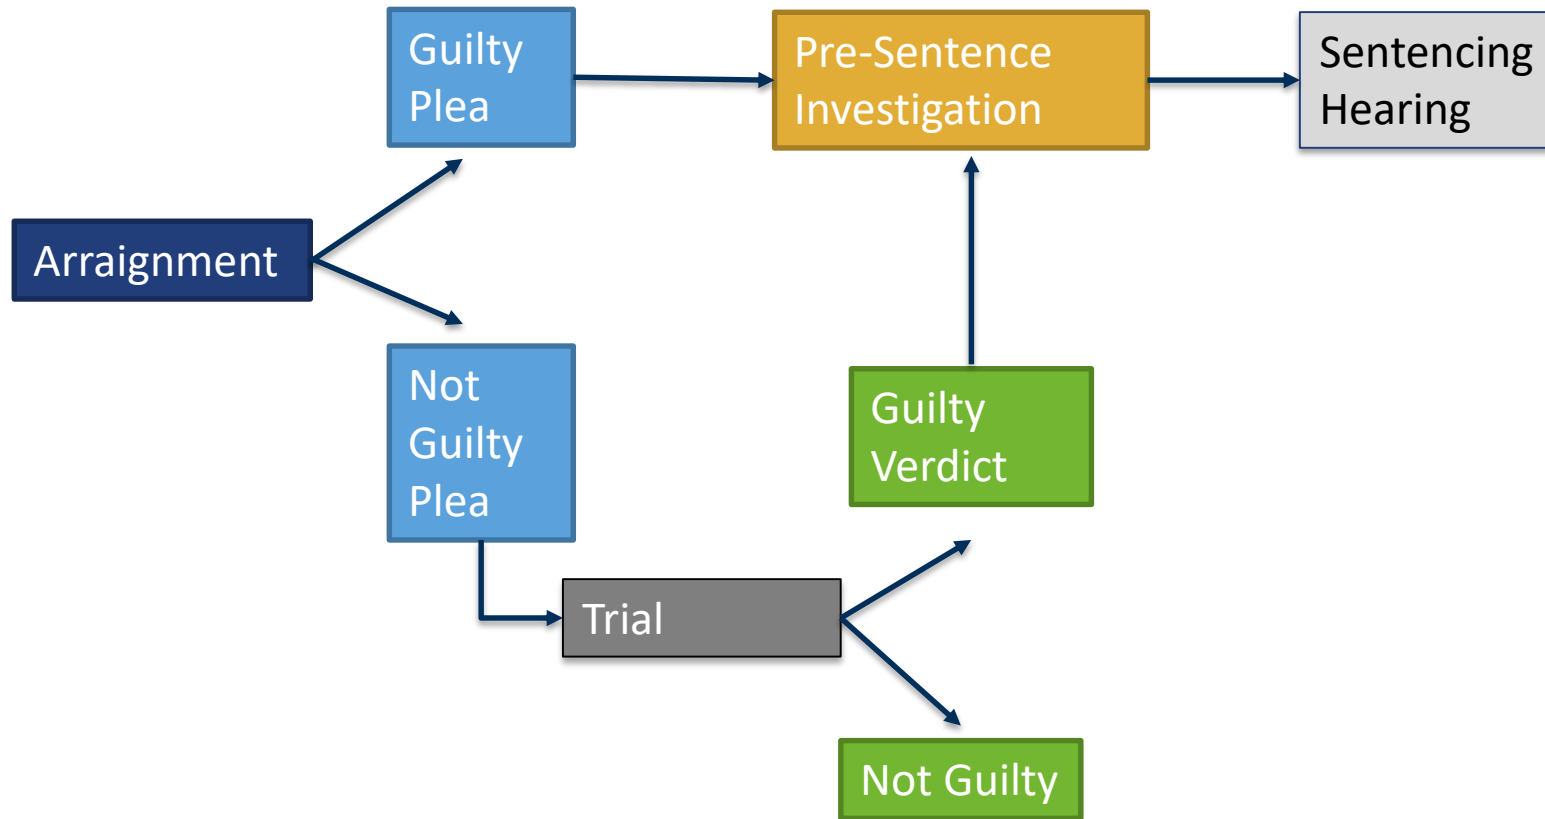 Guilty
Plea
Pre-Sentence
Investigation
Sentencing
Hearing
Arraignment
Not
Guilty
Plea
Guilty
Verdict
Trial
Not Guilty